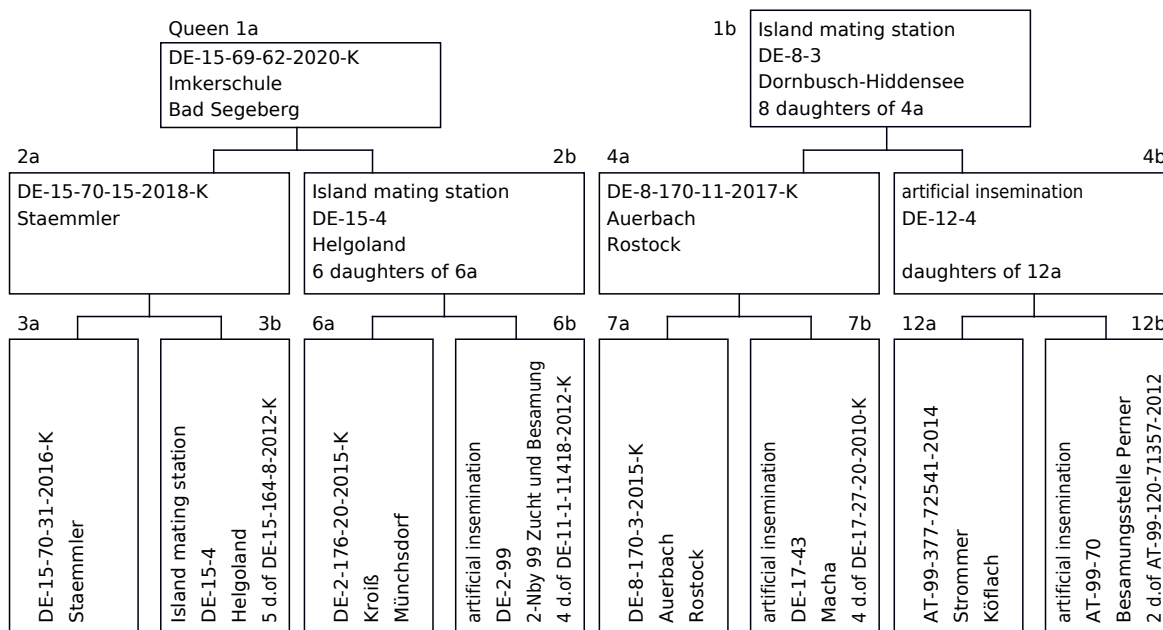 Queen 1a
DE-15-69-62-2020-K
Imkerschule
Bad Segeberg
1b
Island mating station
DE-8-3
Dornbusch-Hiddensee
8 daughters of 4a
2a
DE-15-70-15-2018-K
Staemmler
2b
Island mating station
DE-15-4
Helgoland
6 daughters of 6a
4a
DE-8-170-11-2017-K
Auerbach
Rostock
4b
artificial insemination
DE-12-4
daughters of 12a
3a
DE-15-70-31-2016-K
Staemmler
3b
Island mating station
DE-15-4
Helgoland
5 d.of DE-15-164-8-2012-K
6a
DE-2-176-20-2015-K
Kroiß
Münchsdorf
6b
artificial insemination
DE-2-99
2-Nby 99 Zucht und Besamung
4 d.of DE-11-1-11418-2012-K
7a
DE-8-170-3-2015-K
Auerbach
Rostock
7b
artificial insemination
DE-17-43
Macha
4 d.of DE-17-27-20-2010-K
12a
AT-99-377-72541-2014
Strommer
Köflach
12b
artificial insemination
AT-99-70
Besamungsstelle Perner
2 d.of AT-99-120-71357-2012